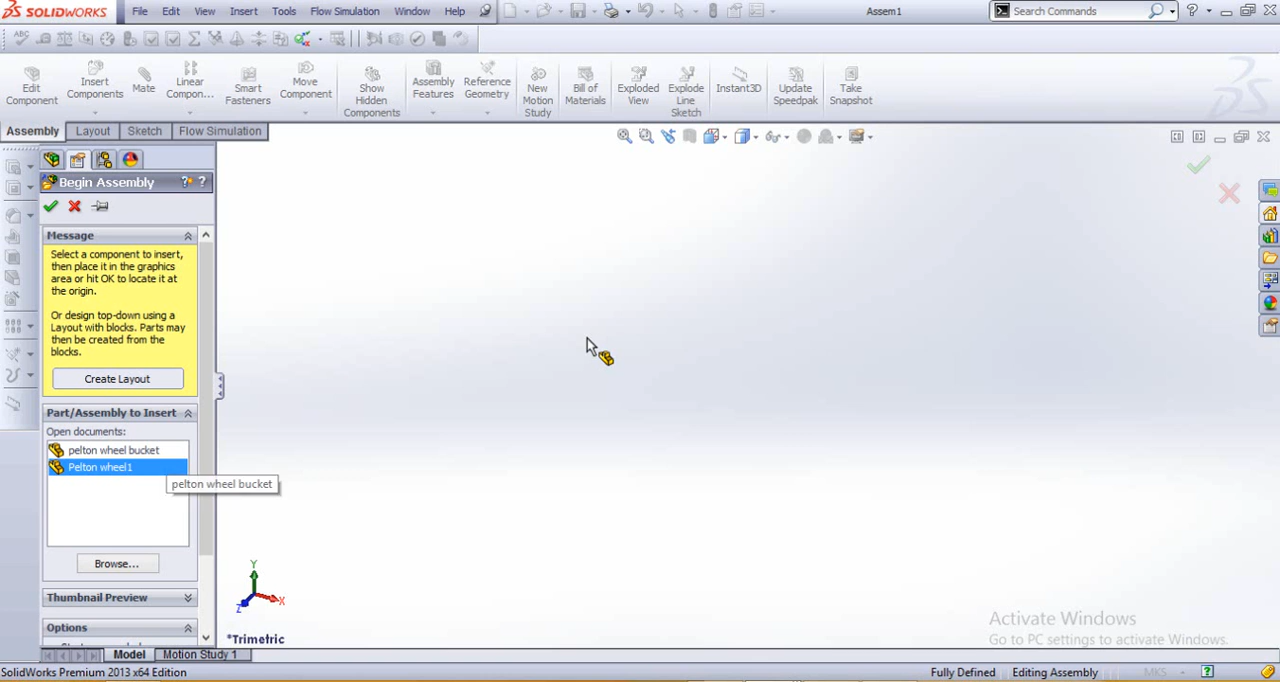 SOLIDWORKS File Edit View Insert Tools Flow Simulation Window Help Assem1 Search Commands
Edit Component
Insert Components
Mate
Linear Compon...
Smart Fasteners
Move Component
Show Hidden Components
Assembly Features
Reference Geometry
New Motion Study
Bill of Materials
Exploded View
Explode Line Sketch
Instant3D
Update Speedpak
Take Snapshot
Assembly Layout Sketch Flow Simulation
Begin Assembly
Message
Select a component to insert,
then place it in the graphics
area or hit OK to locate it at
the origin.
Or design top-down using a
Layout with blocks. Parts may
then be created from the
blocks.
Create Layout
Part/Assembly to Insert
Open documents:
pelton wheel bucket
Pelton wheel1
pelton wheel bucket
Browse...
Thumbnail Preview
Options
Y
X
Z
*Trimetric
Activate Windows
Go to PC settings to activate Windows.
Model Motion Study 1
SolidWorks Premium 2013 x64 Edition Fully Defined Editing Assembly MKS